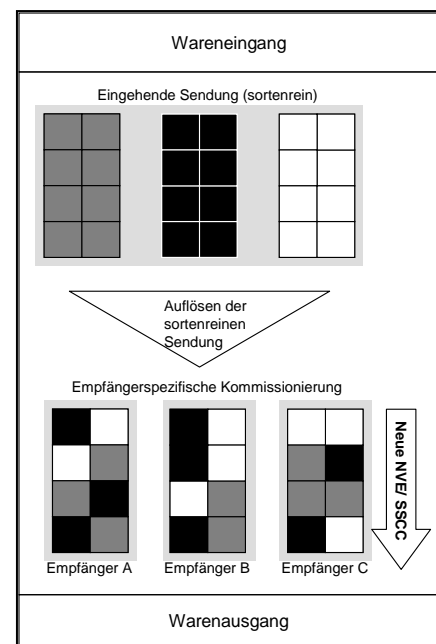 Wareneingang
Eingehende Sendung (sortenrein)
Auflösen der
sortenreinen
Sendung
Empfängerspezifische Kommissionierung
Neue NVE/ SSCC
Empfänger A
Empfänger B
Empfänger C
Warenausgang